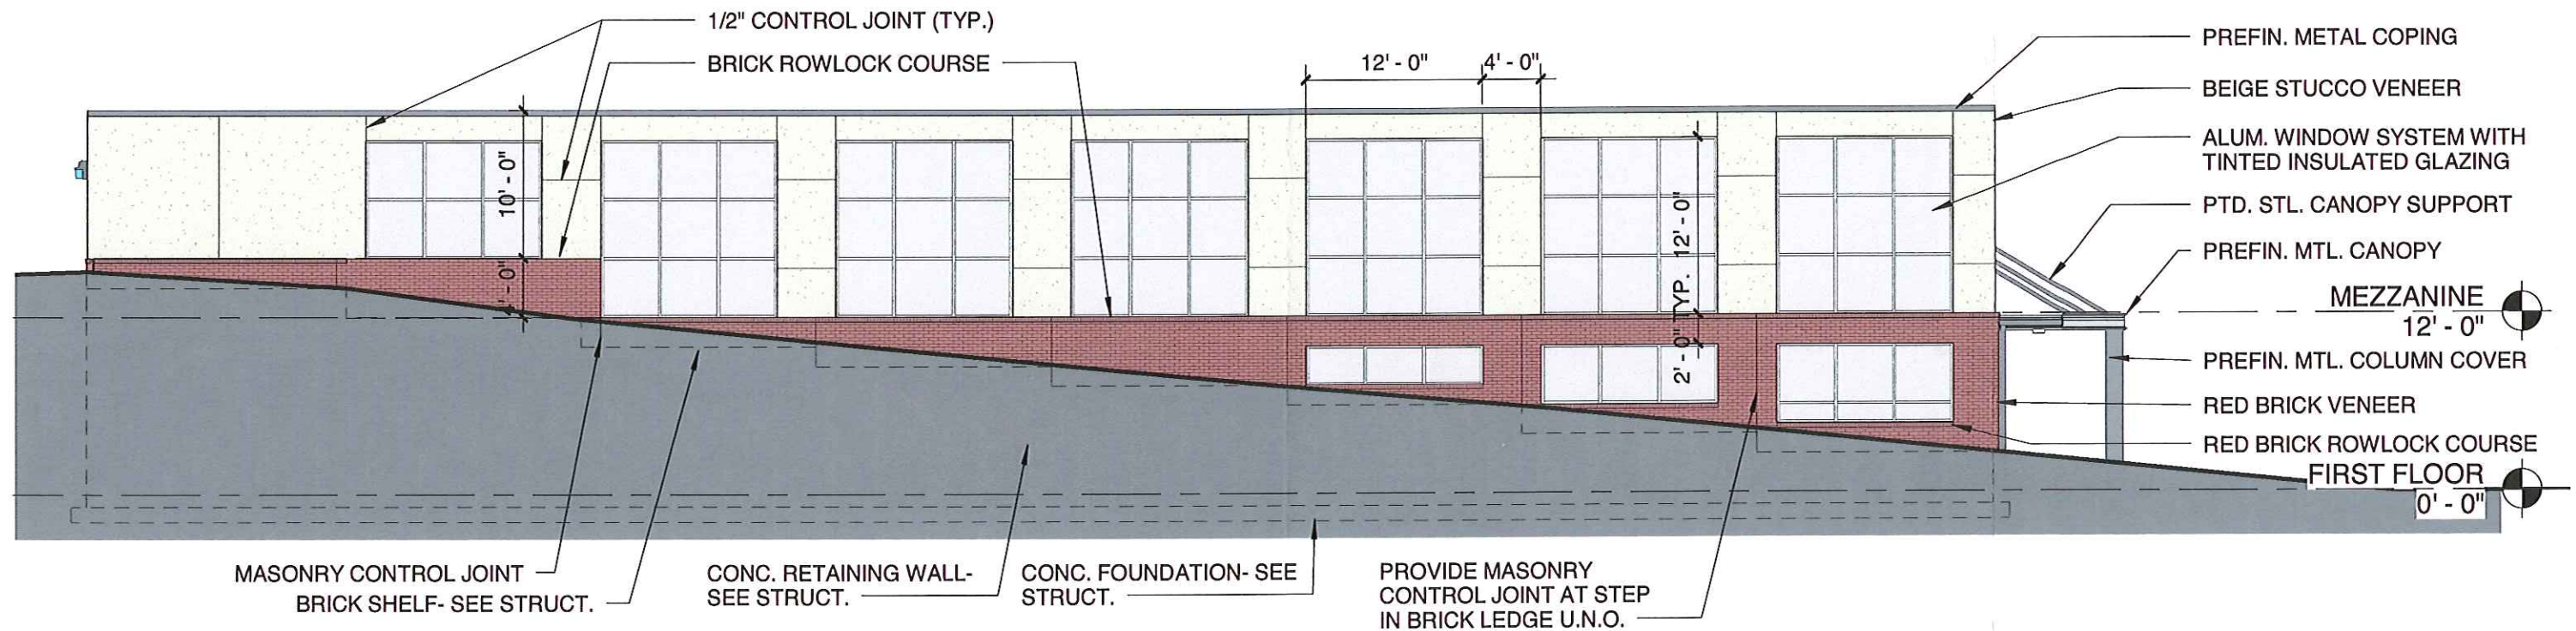 1/2" CONTROL JOINT (TYP.)
BRICK ROWLOCK COURSE
12' - 0"
4' - 0"
10' - 0"
' - 0"
12' - 0"
2' - 0" TYP.
PREFIN. METAL COPING
BEIGE STUCCO VENEER
ALUM. WINDOW SYSTEM WITH
TINTED INSULATED GLAZING
PTD. STL. CANOPY SUPPORT
PREFIN. MTL. CANOPY
MEZZANINE
12' - 0"
PREFIN. MTL. COLUMN COVER
RED BRICK VENEER
RED BRICK ROWLOCK COURSE
FIRST FLOOR
0' - 0"
MASONRY CONTROL JOINT
BRICK SHELF- SEE STRUCT.
CONC. RETAINING WALL-
SEE STRUCT.
CONC. FOUNDATION- SEE
STRUCT.
PROVIDE MASONRY
CONTROL JOINT AT STEP
IN BRICK LEDGE U.N.O.